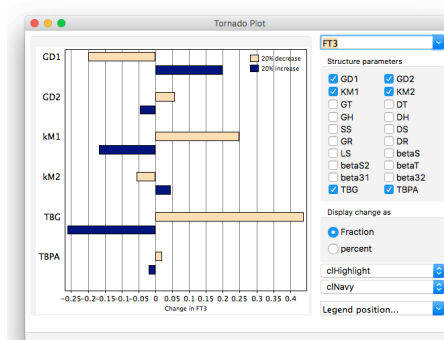 Tornado Plot
GD1
GD2
kM1
kM2
TBG
TBPA
20% decrease
20% increase
-0.25-0.2-0.15-0.1-0.05 0 0.05 0.1 0.15 0.2 0.25 0.3 0.35 0.4
Change in FT3
FT3
Structure parameters
GD1 GD2
KM1 KM2
GT DT
GH DH
SS DS
GR DR
LS betaS
betaS2 betaT
beta31 beta32
TBG TBPA
Display change as
Fraction
percent
clHighlight
clNavy
Legend position...